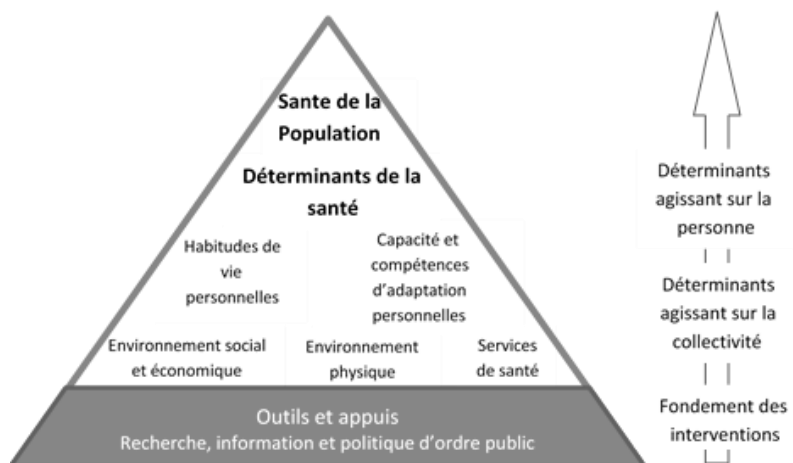 Sante de la
Population
Déterminants de la
santé
Habitudes de
vie
personnelles
Capacité et
compétences
d'adaptation
personnelles
Environnement social
et économique
Environnement
physique
Services
de santé
Outils et appuis
Recherche, information et politique d'ordre public
Déterminants
agissant sur la
personne
Déterminants
agissant sur la
collectivité
Fondement des
interventions